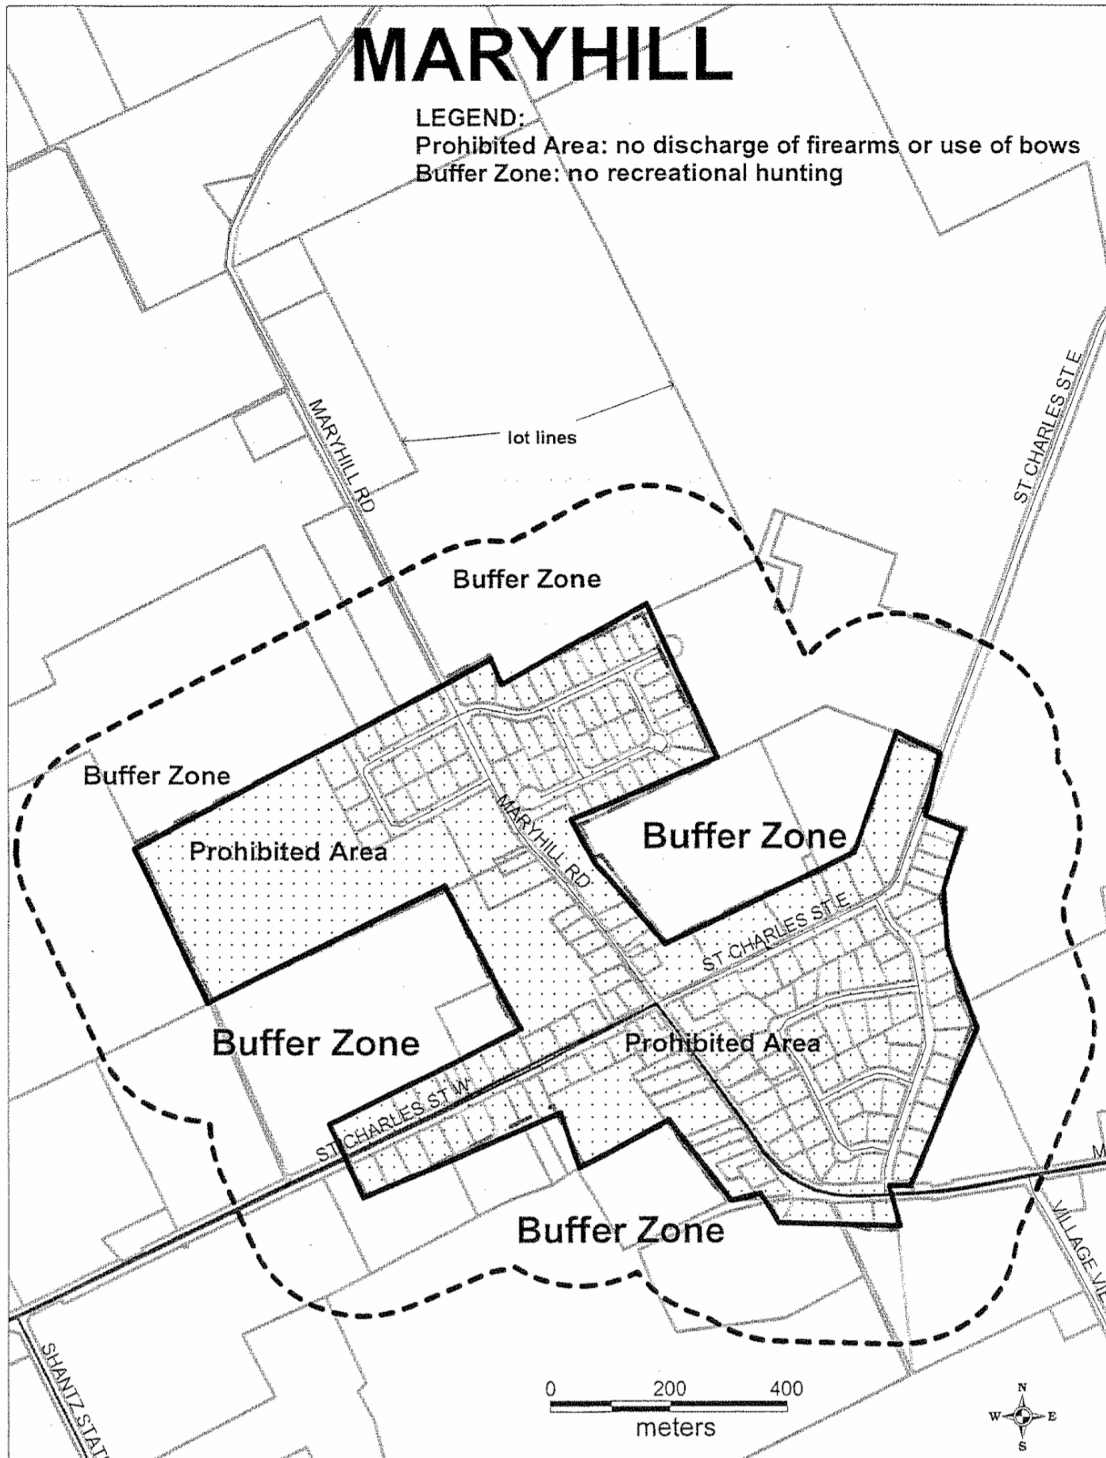 MARYHILL
LEGEND:
Prohibited Area: no discharge of firearms or use of bows
Buffer Zone: no recreational hunting
ST CHARLES ST E
MARYHILL RD
lot lines
Buffer Zone
Buffer Zone
Prohibited Area
MARYHILL RD
Buffer Zone
ST CHARLES ST E
Buffer Zone
Prohibited Area
ST CHARLES ST W
Buffer Zone
M
VILLAGE VIE
SHANTZ STAT
0 200 400
meters
N
W E
S